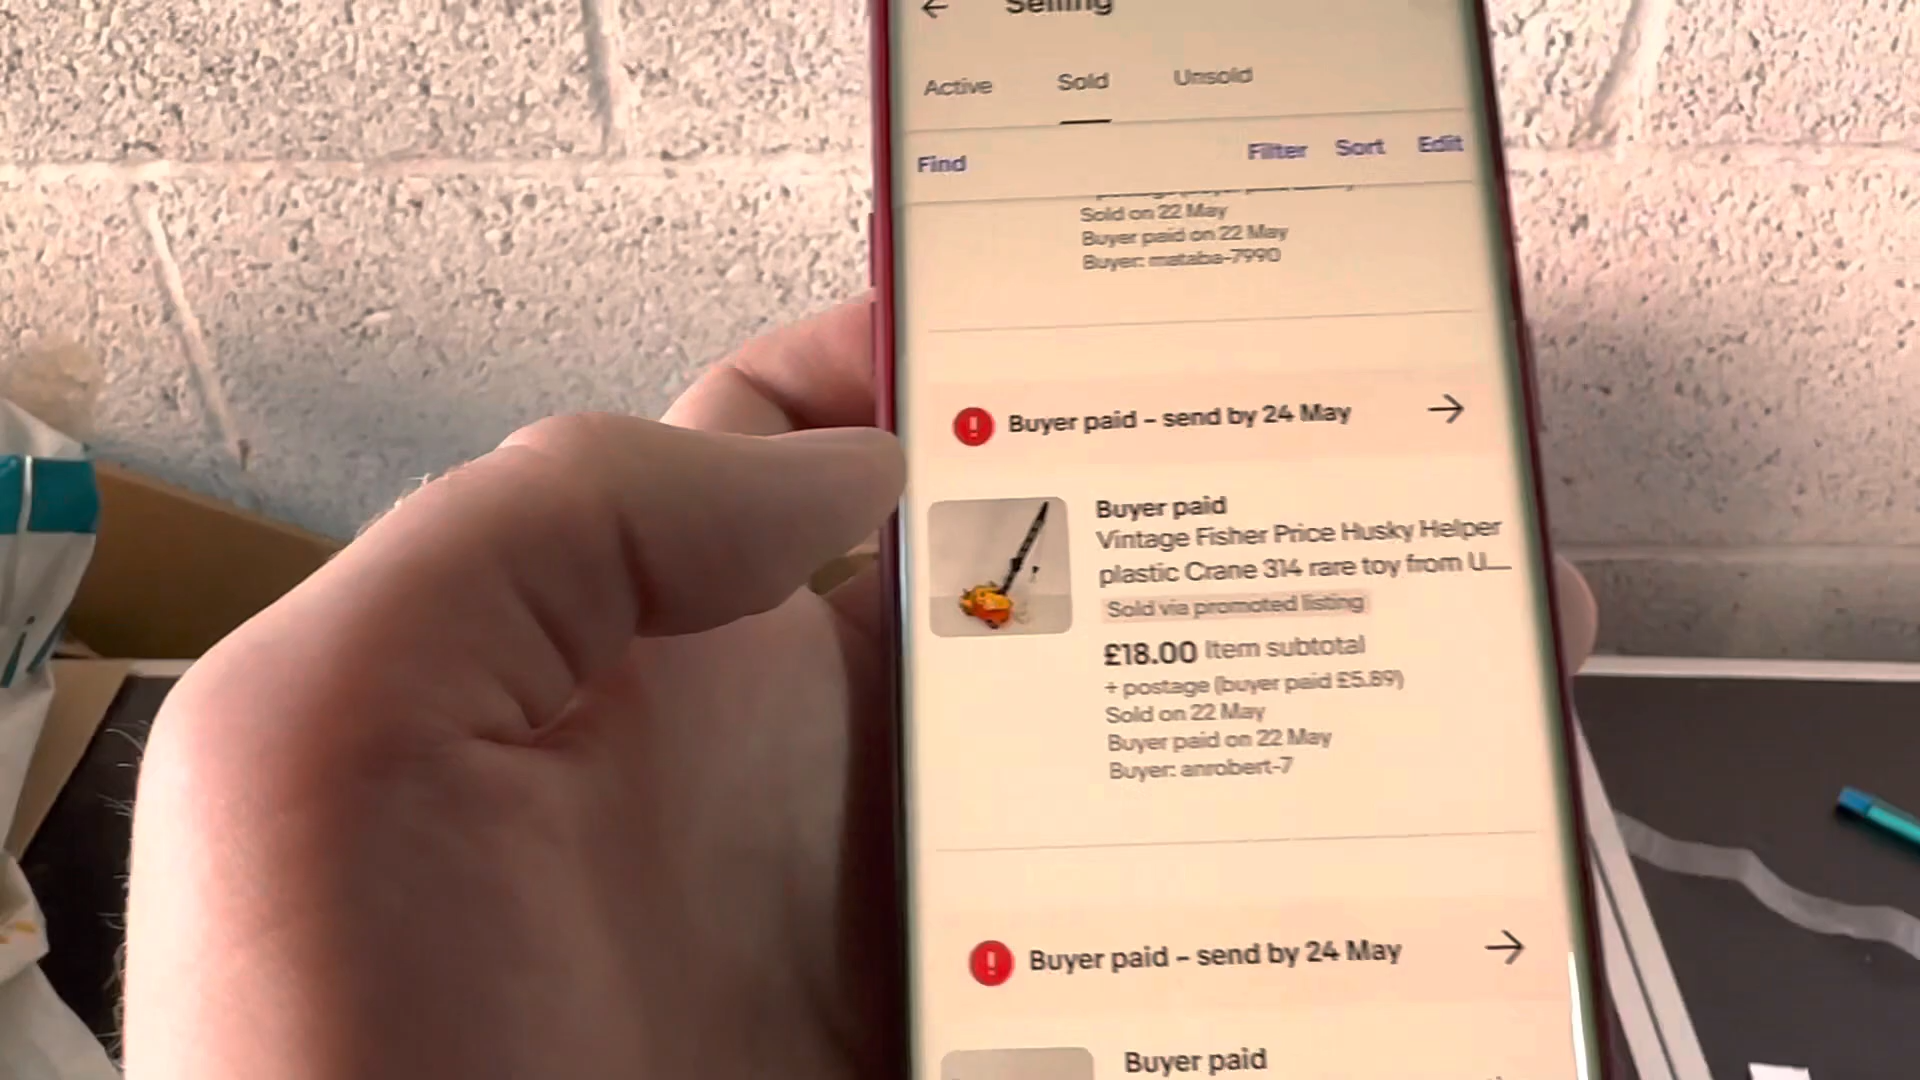 Selling
Active Sold Unsold
Find Filter Sort Edit
Sold on 22 May
Buyer paid on 22 May
Buyer: mataba-7990
Buyer paid – send by 24 May
Buyer paid
Vintage Fisher Price Husky Helper
plastic Crane 314 rare toy from U...
Sold via promoted listing
£18.00 Item subtotal
+ postage (buyer paid £5.89)
Sold on 22 May
Buyer paid on 22 May
Buyer: anrobert-7
Buyer paid – send by 24 May
Buyer paid